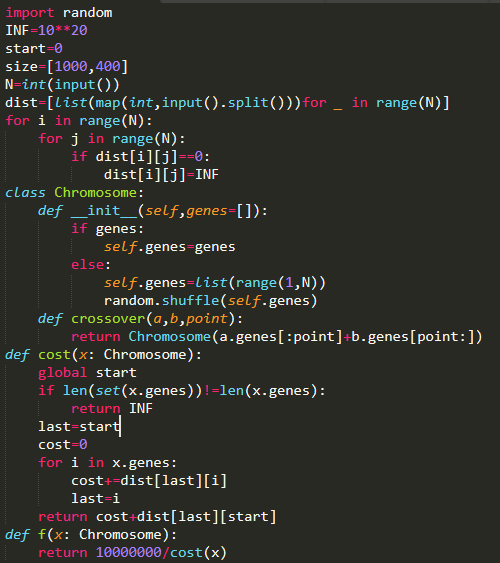 import random
INF=10**20
start=0
size=[1000,400]
N=int(input())
dist=[list(map(int,input().split()))for _ in range(N)]
for i in range(N):
    for j in range(N):
        if dist[i][j]==0:
            dist[i][j]=INF
class Chromosome:
    def __init__(self,genes=[]):
        if genes:
            self.genes=genes
        else:
            self.genes=list(range(1,N))
            random.shuffle(self.genes)
    def crossover(a,b,point):
        return Chromosome(a.genes[:point]+b.genes[point:])
def cost(x: Chromosome):
    global start
    if len(set(x.genes))!=len(x.genes):
        return INF
    last=start
    cost=0
    for i in x.genes:
        cost+=dist[last][i]
        last=i
    return cost+dist[last][start]
def f(x: Chromosome):
    return 10000000/cost(x)